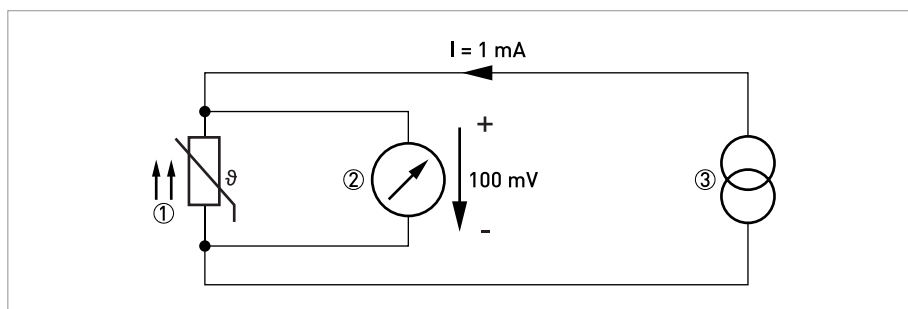 I = 1 mA
+
ϑ
② 100 mV ③
①
-